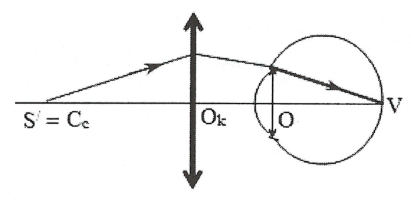 S' = Cc Ok O V